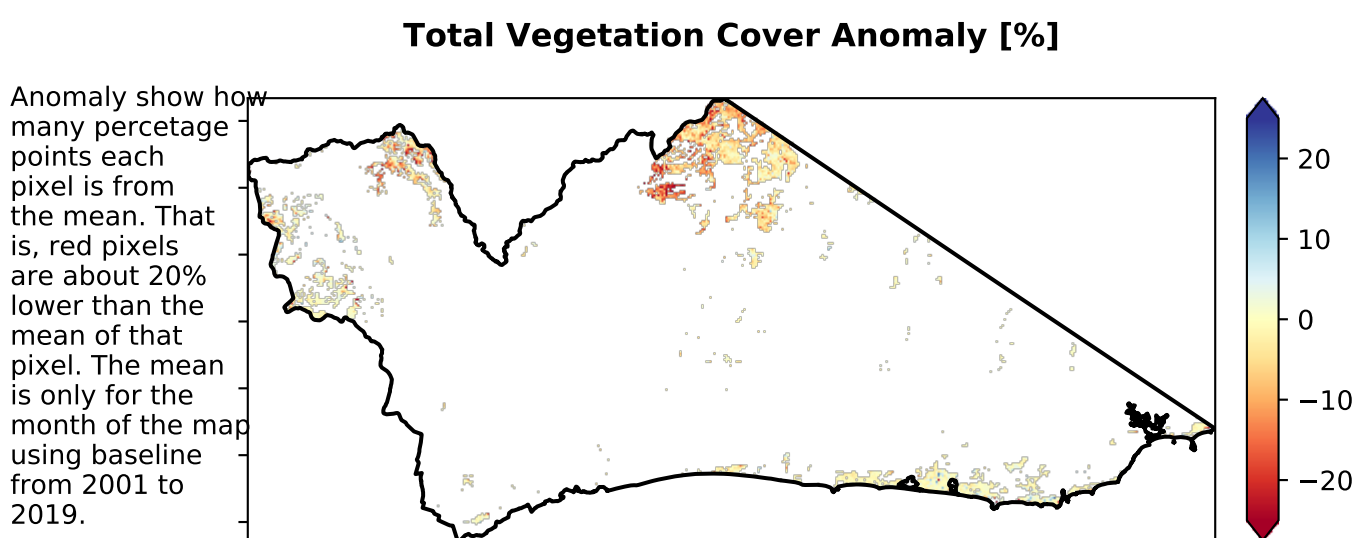 Total Vegetation Cover Anomaly [%]
Anomaly show how
many percetage
points each
pixel is from
the mean. That
is, red pixels
are about 20%
lower than the
mean of that
pixel. The mean
is only for the
month of the map
using baseline
from 2001 to
2019.
20
10
0
−10
−20